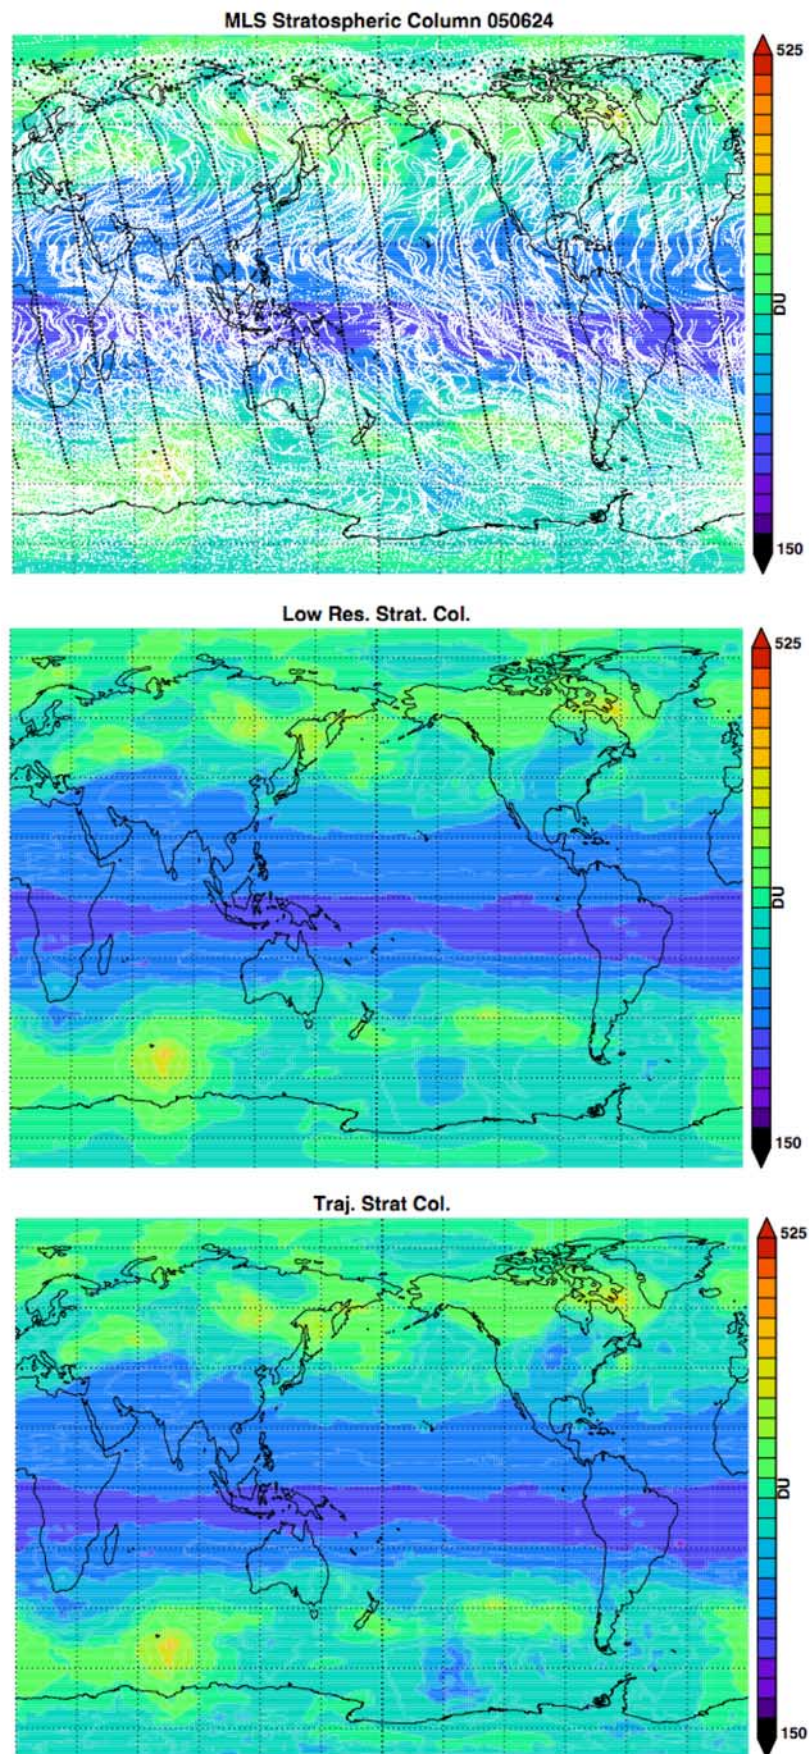 MLS Stratospheric Column 050624
525
DU
150
Low Res. Strat. Col.
525
DU
150
Traj. Strat Col.
525
DU
150